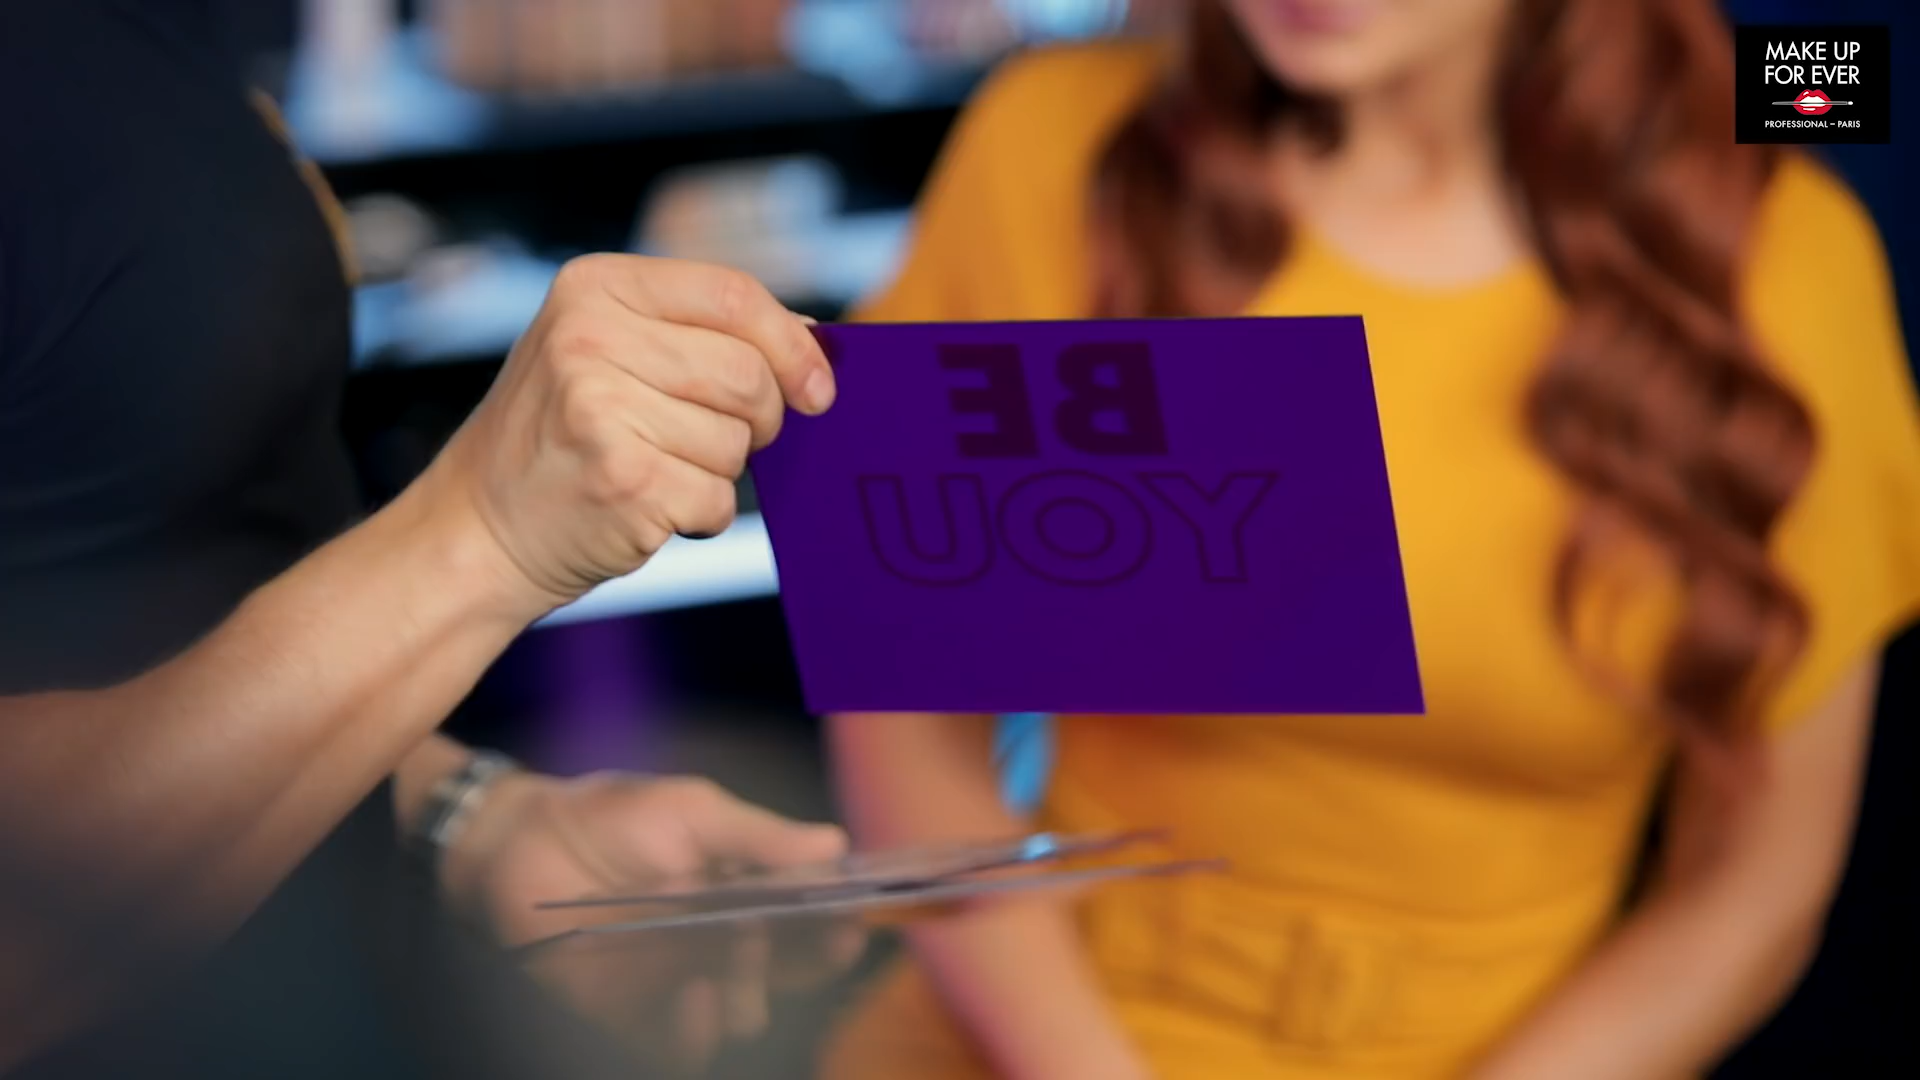 BE
YOU
MAKE UP
FOR EVER
PROFESSIONAL – PARIS